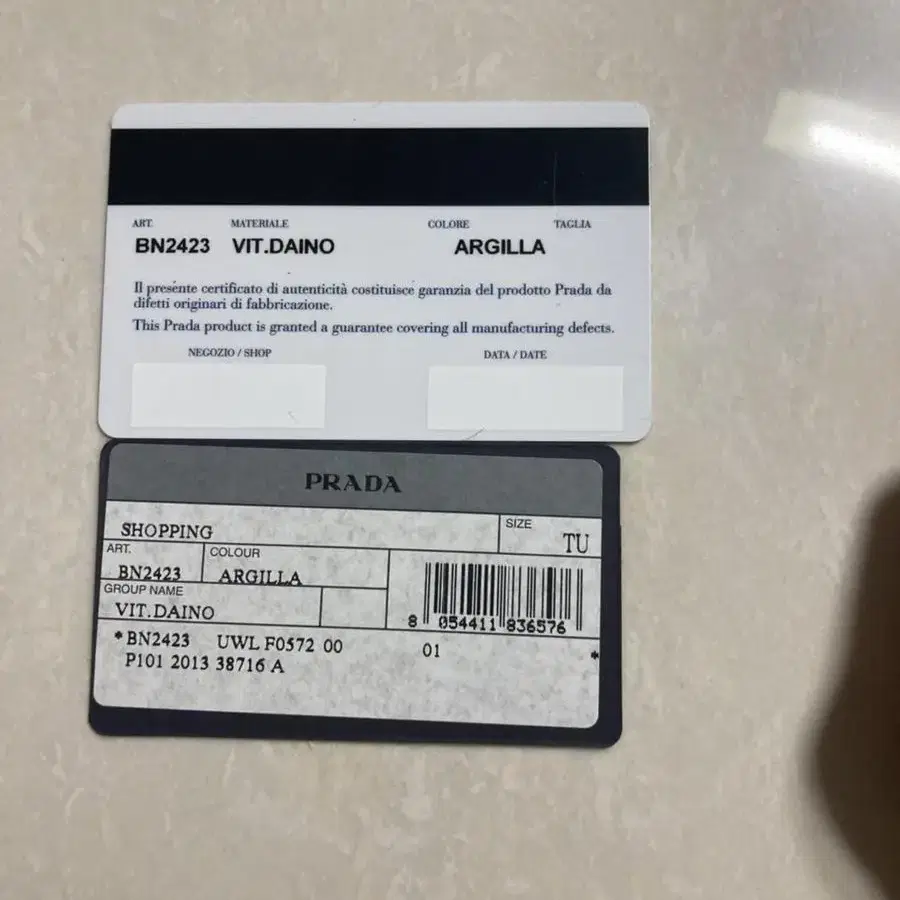 ART. MATERIALE COLORE TAGLIA
BN2423 VIT.DAINO ARGILLA
Il presente certificato di autenticità costituisce garanzia del prodotto Prada da
difetti originari di fabbricazione.
This Prada product is granted a guarantee covering all manufacturing defects.
NEGOZIO / SHOP DATA / DATE
PRADA
SHOPPING SIZE TU
ART. COLOUR
BN2423 ARGILLA
GROUP NAME
VIT.DAINO
8 054411 836576
*BN2423 UWL F0572 00 01 *
P101 2013 38716 A